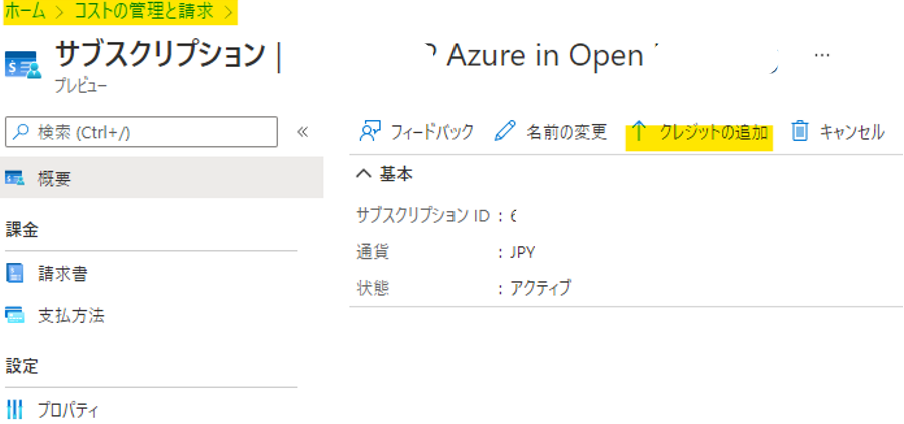 ホーム > コストの管理と請求 >
サブスクリプション | Azure in Open ...
プレビュー
検索 (Ctrl+/) «
フィードバック 名前の変更 クレジットの追加 キャンセル
概要
基本
課金
サブスクリプション ID :
通貨 : JPY
状態 : アクティブ
請求書
支払方法
設定
プロパティ